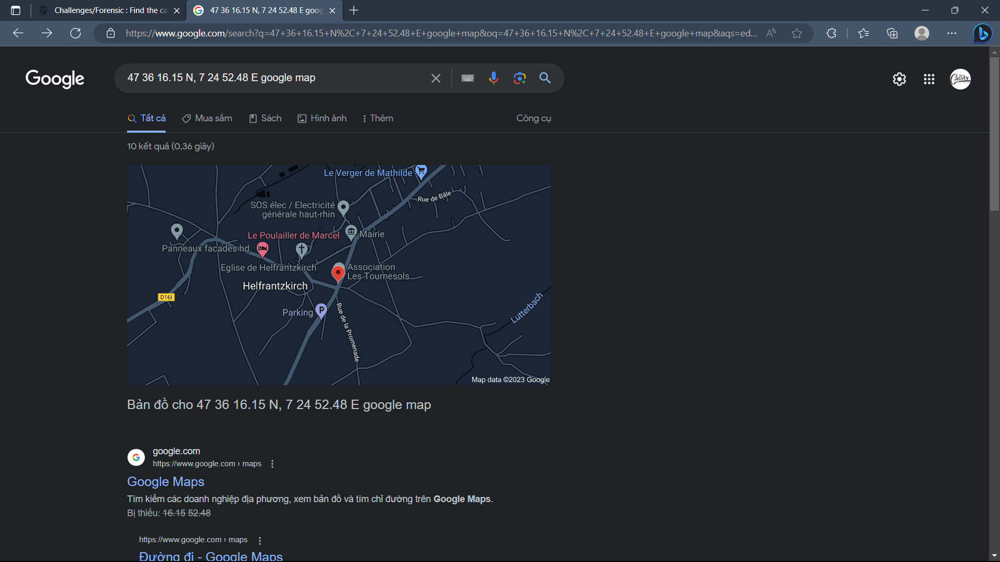 Challenges/Forensic : Find the ca
47 36 16.15 N, 7 24 52.48 E goog
https://www.google.com/search?q=47+36+16.15+N%2C+7+24+52.48+E+google+map&oq=47+36+16.15+N%2C+7+24+52.48+E+google+map&aqs=ed...
Google
47 36 16.15 N, 7 24 52.48 E google map
Believe
Tất cả
Mua sắm
Sách
Hình ảnh
Thêm
Công cụ
10 kết quả (0,36 giây)
Le Verger de Mathilde
Rue de Bâle
SOS élec / Electricité
générale haut-rhin
Le Poulailler de Marcel
Mairie
Panneaux facades hd
Eglise de Helfrantzkirch
Association
Les Tournesols
Helfrantzkirch
D16I
Parking
P
Rue de la Promenade
Lutterbach
Map data ©2023 Google
Bản đồ cho 47 36 16.15 N, 7 24 52.48 E google map
google.com
https://www.google.com › maps
Google Maps
Tìm kiếm các doanh nghiệp địa phương, xem bản đồ và tìm chỉ đường trên Google Maps.
Bị thiếu: 16.15 52.48
https://www.google.com › maps
Đường đi - Google Maps